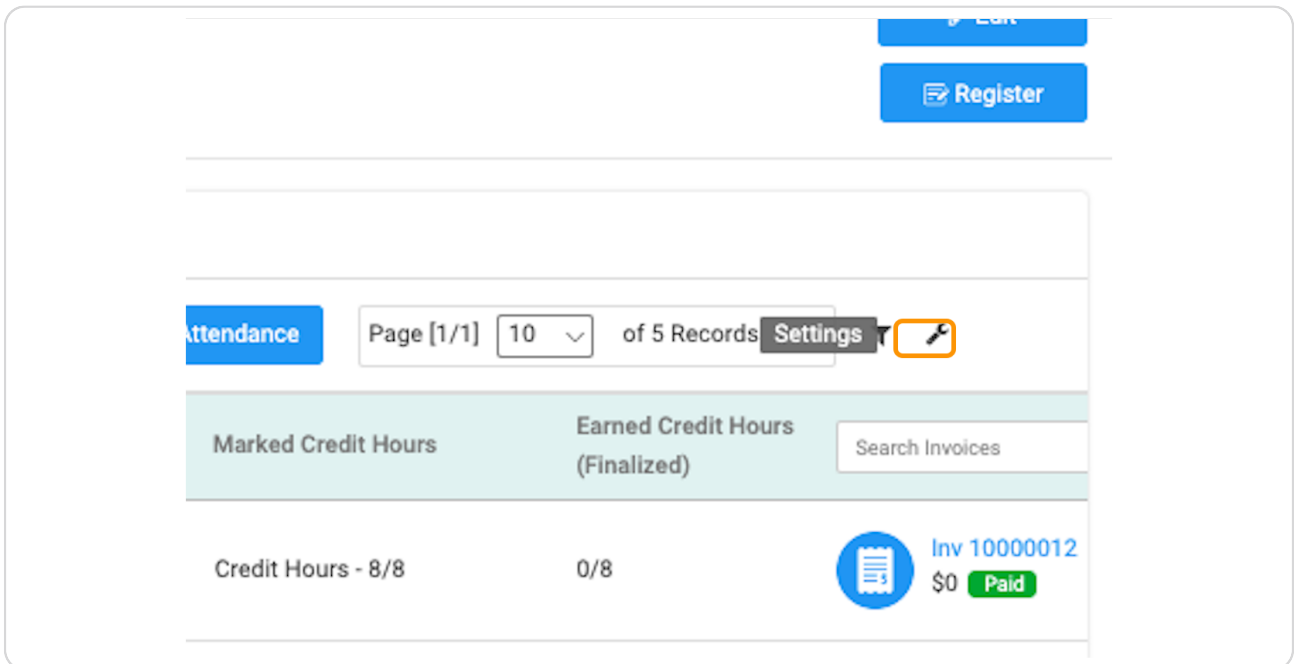 Edit
Register
Attendance
Page [1/1] 10 of 5 Records Settings
Marked Credit Hours
Earned Credit Hours
(Finalized)
Search Invoices
Credit Hours - 8/8
0/8
Inv 10000012
$0 Paid